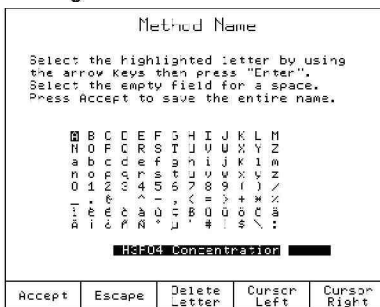 Method Name
Select the highlighted letter by using
the arrow Keys then press "Enter".
Select the empty field for a space.
Press Accept to save the entire name.
A B C D E F G H I J K L M
N O P Q R S T U V W X Y Z
a b c d e f g h i j k l m
n o p q r s t u v w x y z
0 1 2 3 4 5 6 7 8 9 ( ) /
H3PO4 Concentration
Accept
Escape
Delete
Letter
Cursor
Left
Cursor
Right